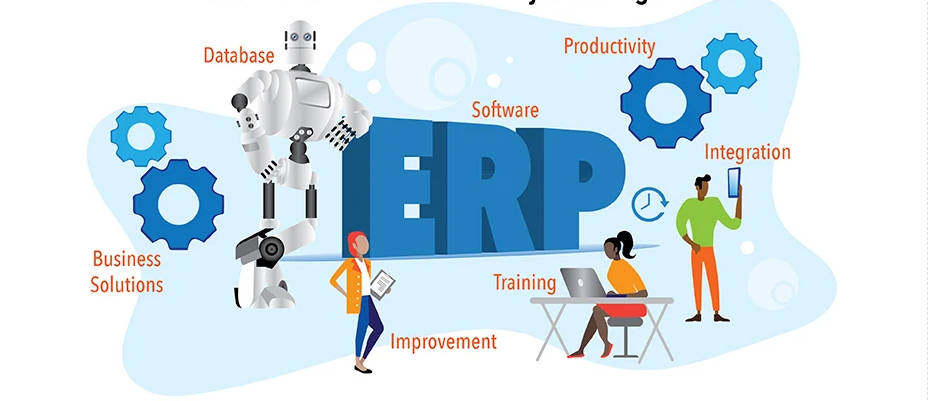 Database
Productivity
Software
Integration
ERP
Business
Solutions
Training
Improvement